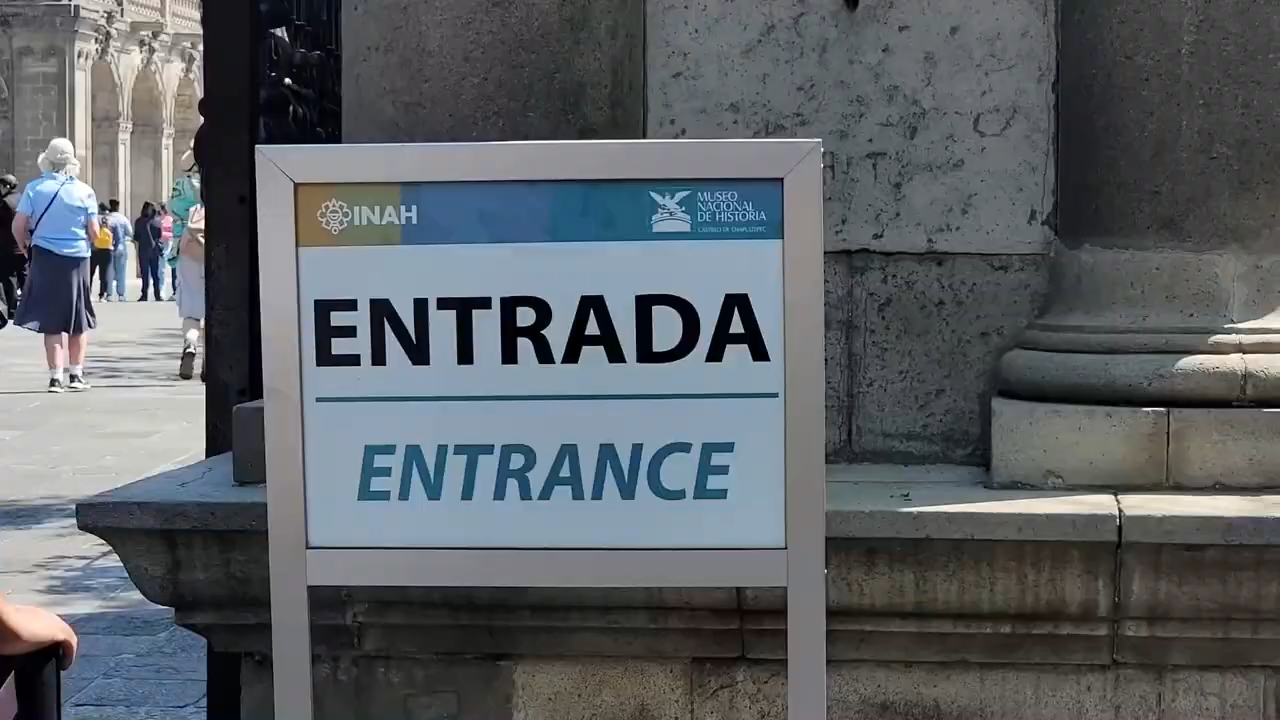 INAH
MUSEO
NACIONAL
DE HISTORIA
CASTILLO DE CHAPULTEPEC
ENTRADA
ENTRANCE